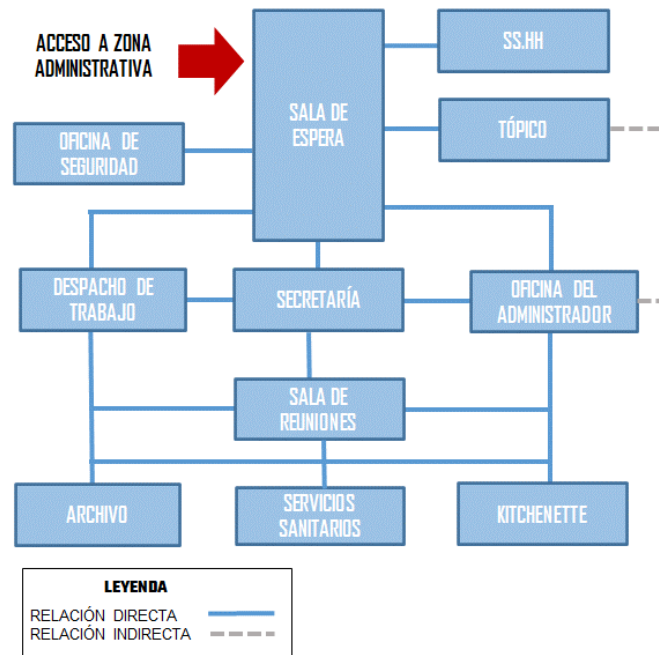 ACCESO A ZONA
ADMINISTRATIVA
SALA DE
ESPERA
SS.HH
TÓPICO
OFICINA DE
SEGURIDAD
DESPACHO DE
TRABAJO
SECRETARÍA
OFICINA DEL
ADMINISTRADOR
SALA DE
REUNIONES
ARCHIVO
SERVICIOS
SANITARIOS
KITCHENETTE
LEYENDA
RELACIÓN DIRECTA
RELACIÓN INDIRECTA